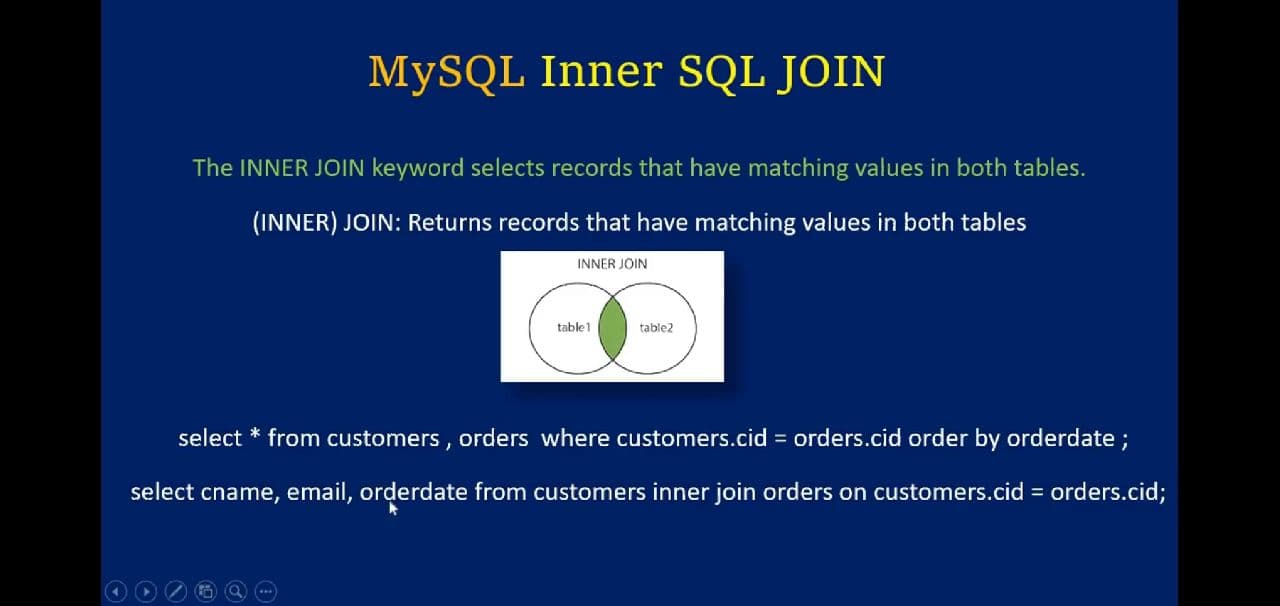 MySQL Inner SQL JOIN
The INNER JOIN keyword selects records that have matching values in both tables.
(INNER) JOIN: Returns records that have matching values in both tables
INNER JOIN
table1 table2
select * from customers , orders where customers.cid = orders.cid order by orderdate ;
select cname, email, orderdate from customers inner join orders on customers.cid = orders.cid;